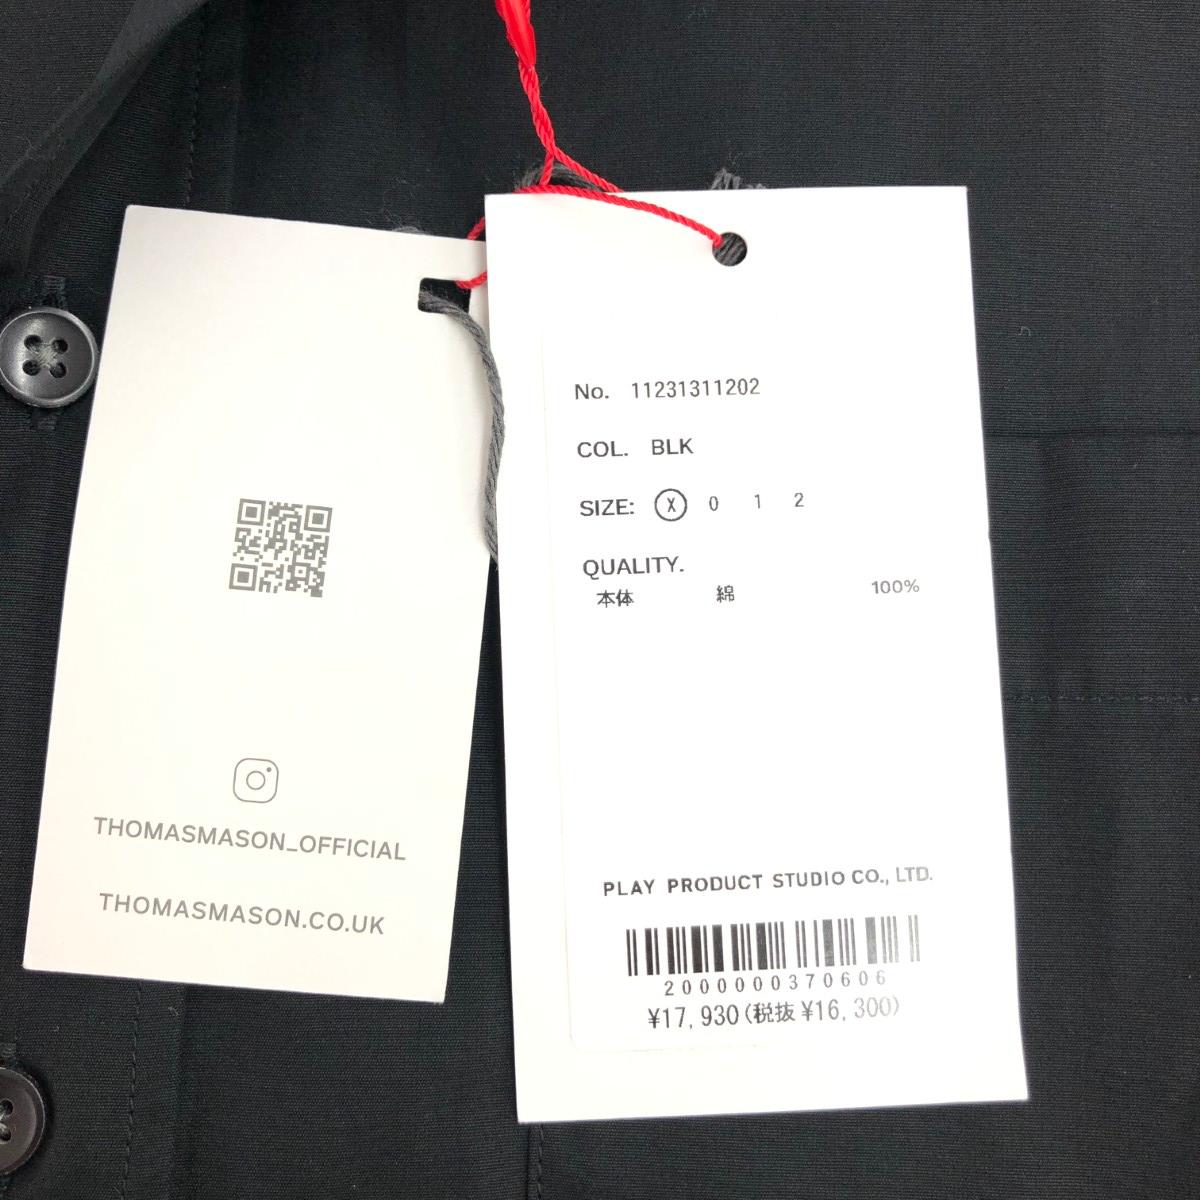 THOMASMASON_OFFICIAL
THOMASMASON.CO.UK
No. 11231311202
COL. BLK
SIZE: X 0 1 2
QUALITY.
本体 綿 100%
PLAY PRODUCT STUDIO CO., LTD.
2000000370606
¥17,930(税抜¥16,300)